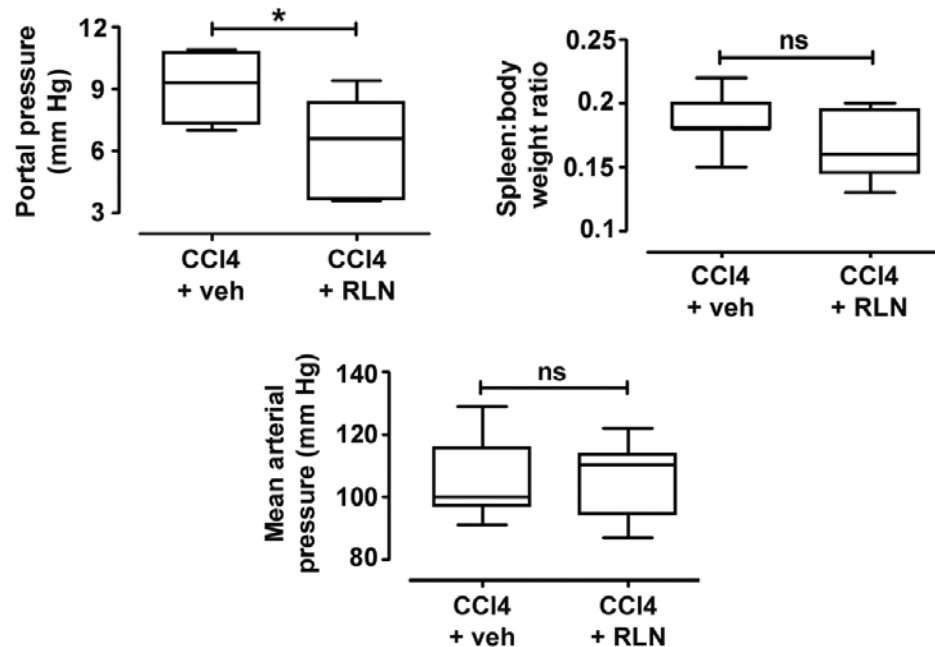 Portal pressure
(mm Hg)
12
9
6
3
*
CCl4
+ veh
CCl4
+ RLN
Spleen:body
weight ratio
0.25
0.2
0.15
0.1
ns
CCl4
+ veh
CCl4
+ RLN
Mean arterial
pressure (mm Hg)
140
120
100
80
ns
CCl4
+ veh
CCl4
+ RLN